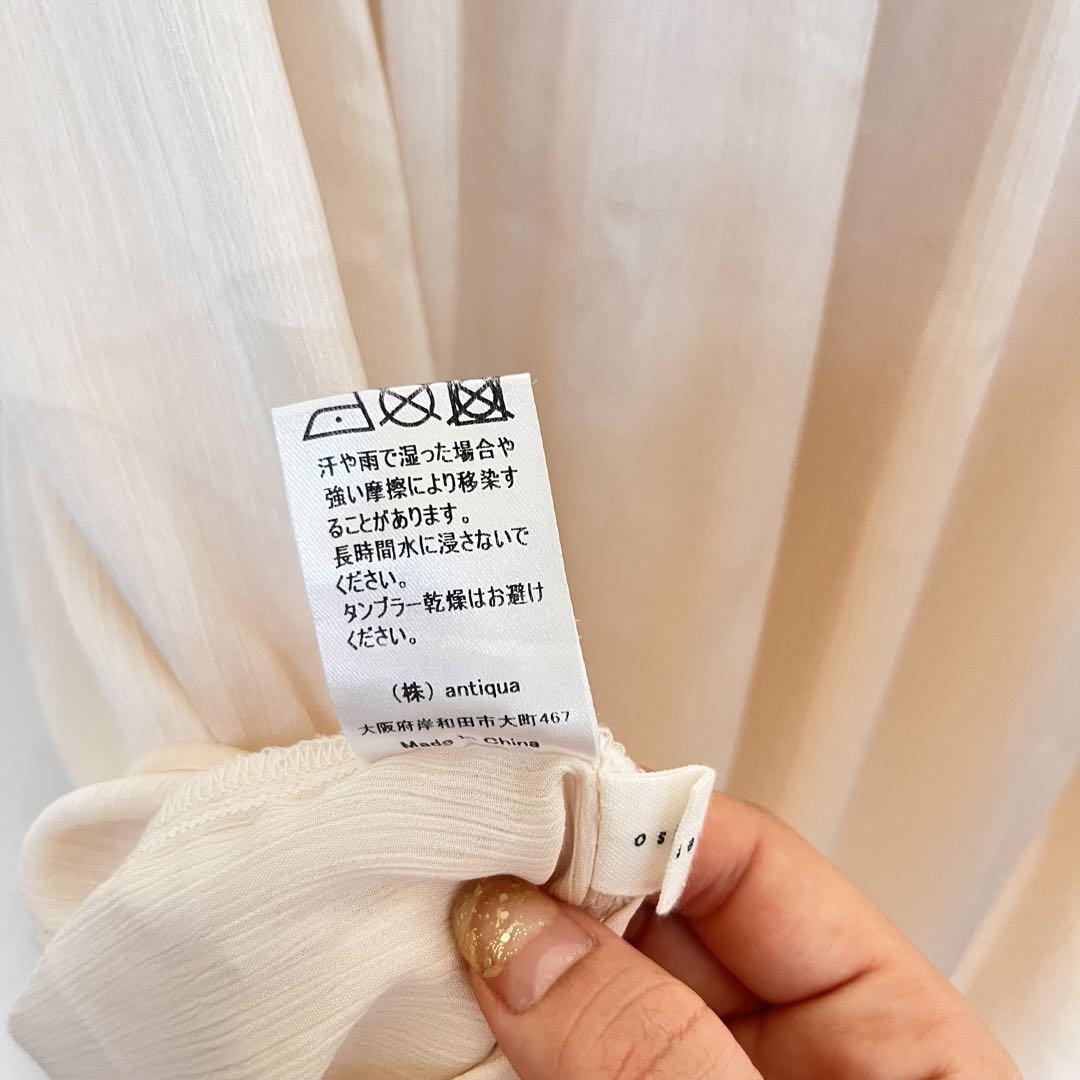 汗や雨で湿った場合や
強い摩擦により移染す
ることがあります。
長時間水に浸さないで
ください。
タンブラー乾燥はお避け
ください。
(株) antiqua
大阪府岸和田市大町467
Made in China